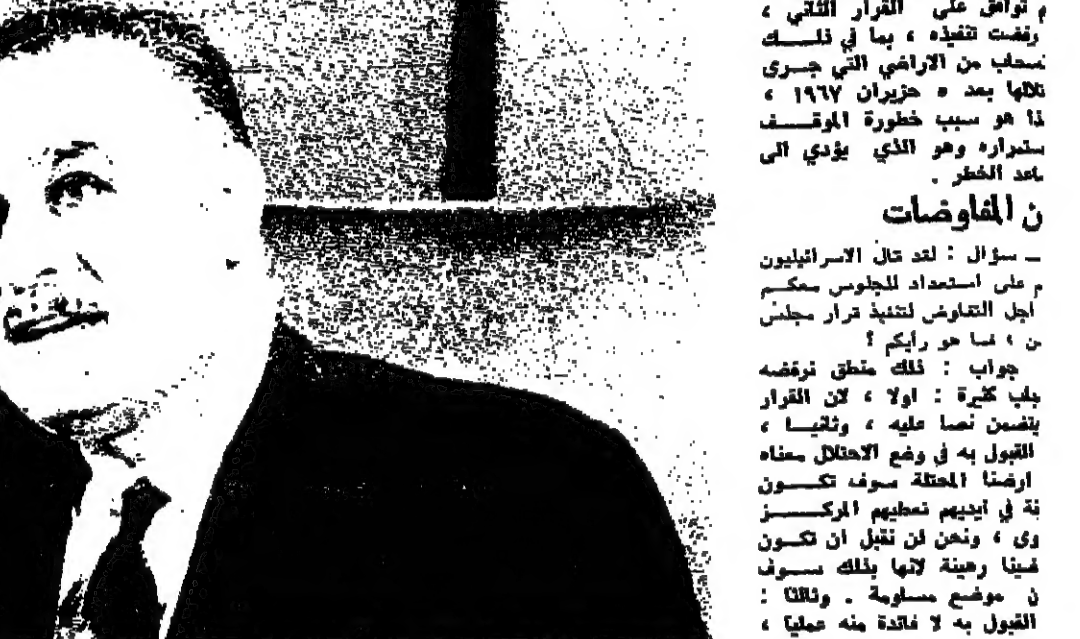 م توافق على القرار الثاني ،
رفضت تنفيذه ، بما في ذلك
نسحاب من الاراضي التي جرى
تلالها بعد ٥ حزيران ١٩٦٧ ،
ذا هو سبب خطورة الموقف
ستمراره وهو الذي يؤدي الى
ماعد الخطر .
ن المفاوضات
ــ سؤال : لقد قال الاسرائيليون
م على استعداد للجلوس معكم
اجل التفاوض لتنفيذ قرار مجلس
ن ، فما هو رأيكم ؟
جواب : ذلك منطق نرفضه
باب كثيرة : اولا ، لان القرار
يتضمن نصا عليه ، وثانيا ،
القبول به في وضع الاحتلال معناه
ارضنا المحتلة سوف تكون
نة في أيديهم تعطيهم المركز
وى ، ونحن لن نقبل ان تكون
ضينا رهينة لانها بذلك سوف
ن موضع مساومة . وثالثا :
القبول به لا فائدة منه عمليا ،